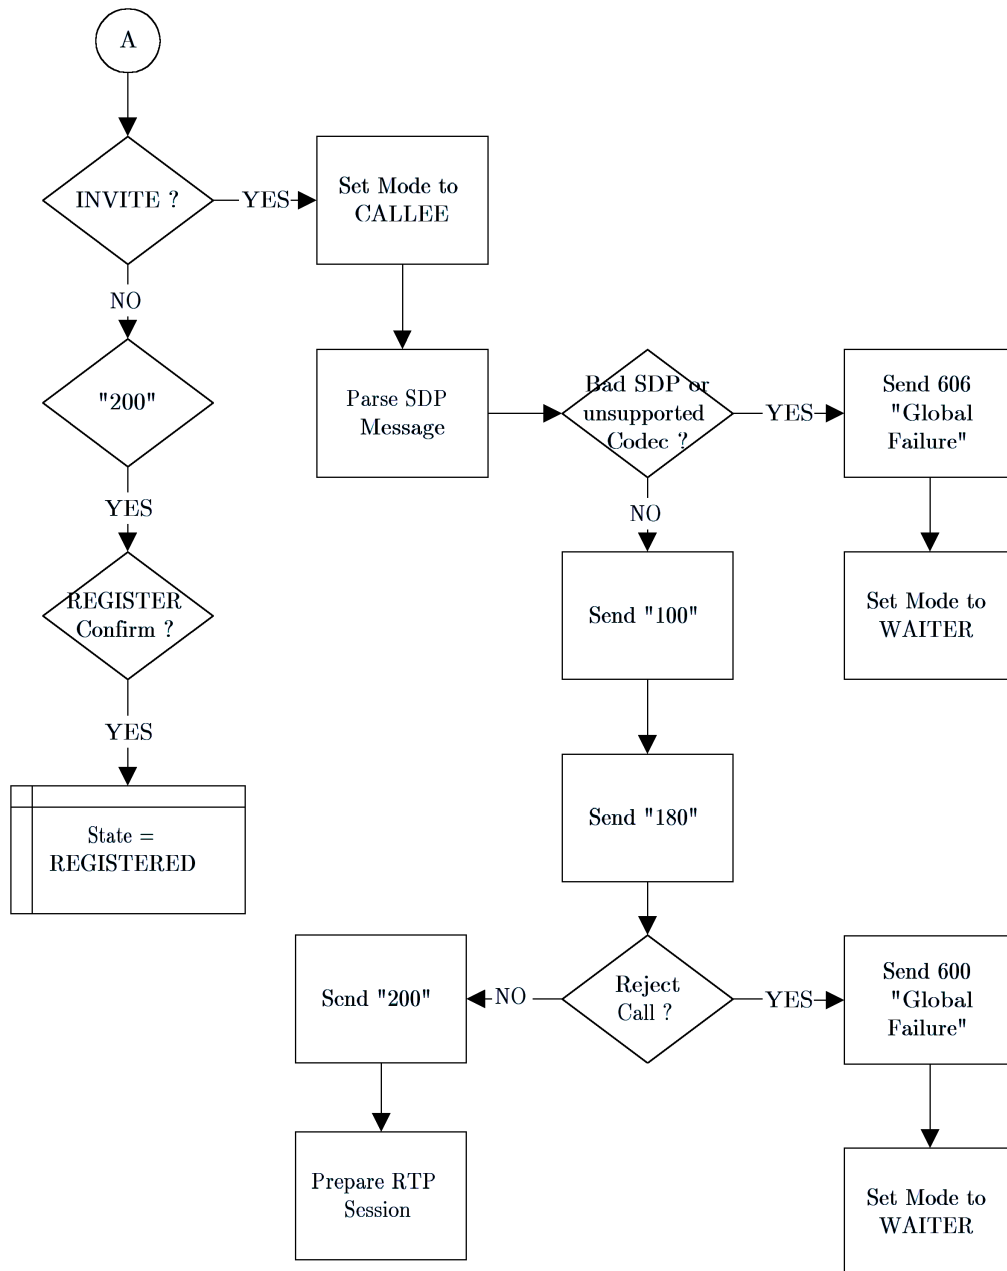 A
INVITE ?
YES
Set Mode to
CALLEE
NO
"200"
Parse SDP
Message
Bad SDP or
unsupported
Codec ?
YES
Send 606
"Global
Failure"
YES
NO
REGISTER
Confirm ?
Send "100"
Set Mode to
WAITER
YES
State =
REGISTERED
Send "180"
Send "200"
NO
Reject
Call ?
YES
Send 600
"Global
Failure"
Prepare RTP
Session
Set Mode to
WAITER